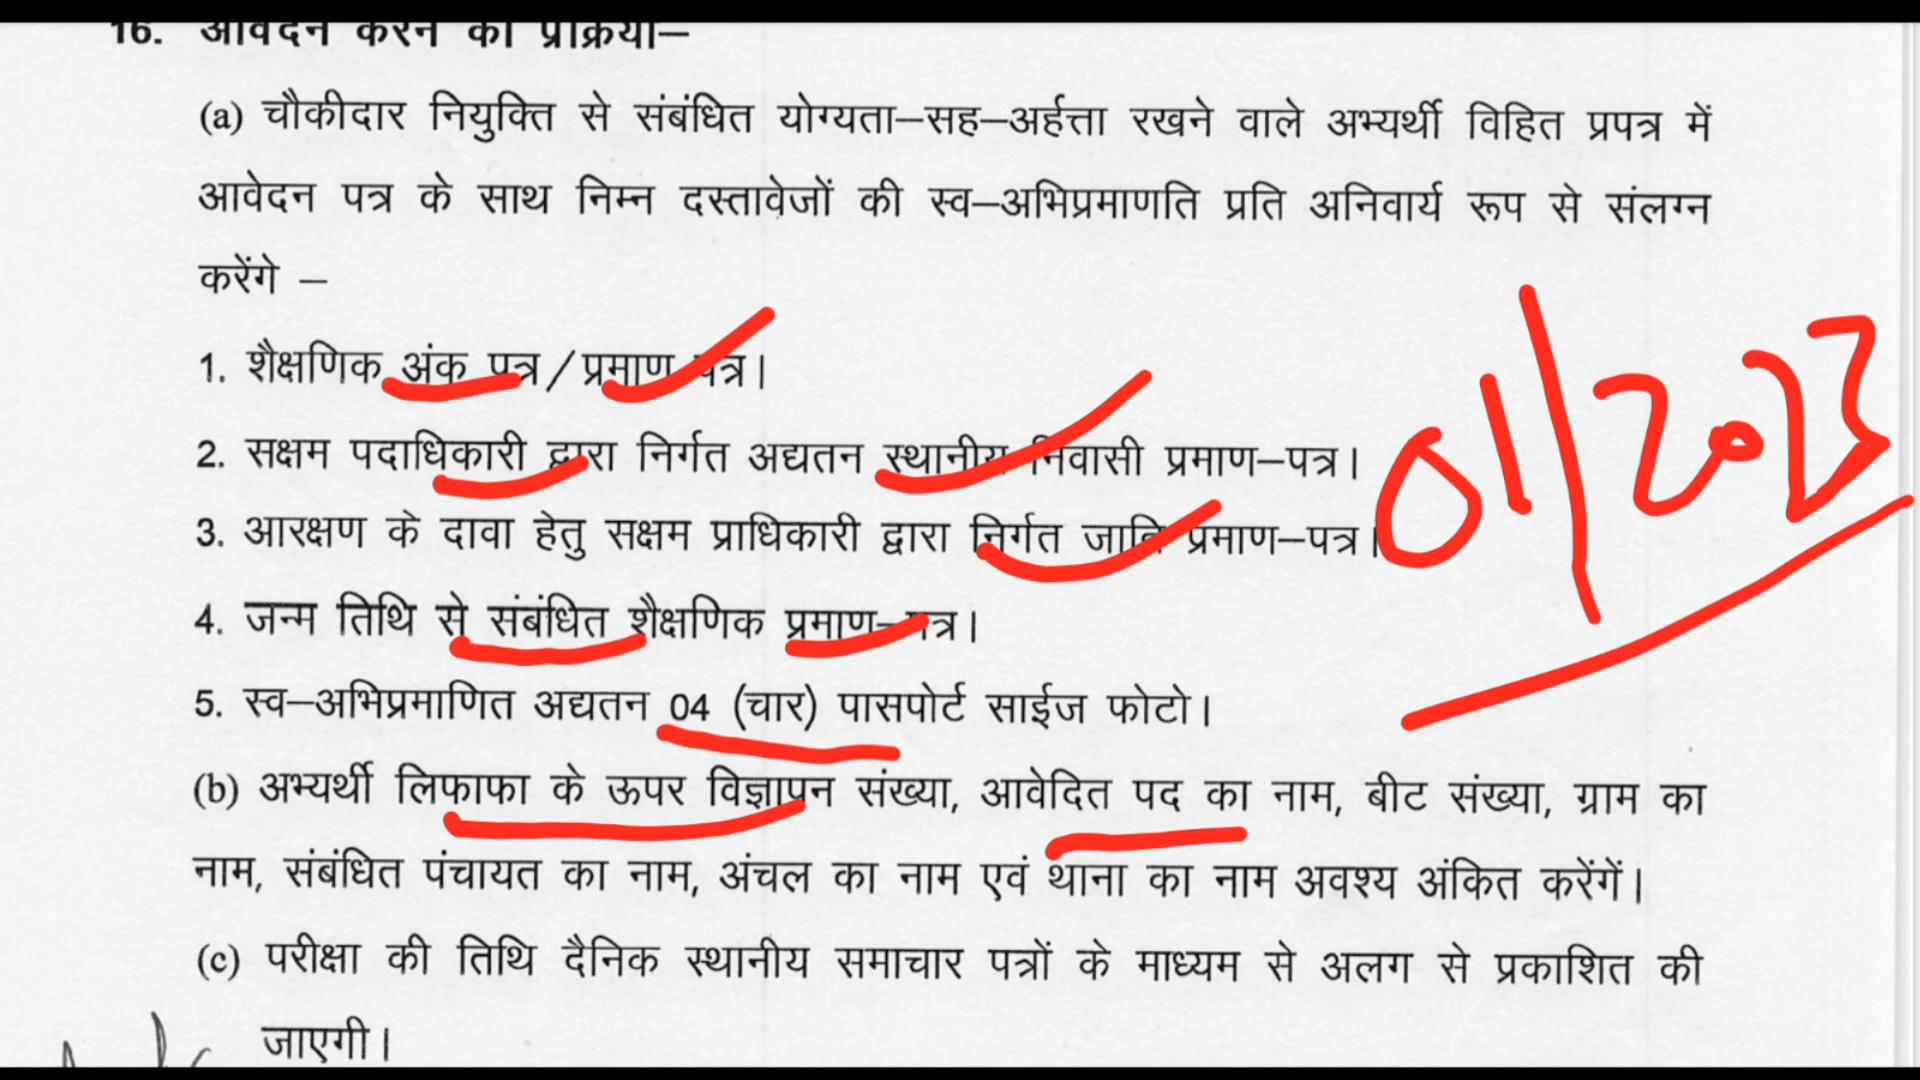 16. आवेदन करने की प्रक्रिया—
(a) चौकीदार नियुक्ति से संबंधित योग्यता—सह—अर्हत्ता रखने वाले अभ्यर्थी विहित प्रपत्र में
आवेदन पत्र के साथ निम्न दस्तावेजों की स्व—अभिप्रमाणति प्रति अनिवार्य रूप से संलग्न
करेंगे —
1. शैक्षणिक अंक पत्र/प्रमाण पत्र।
2. सक्षम पदाधिकारी द्वारा निर्गत अद्यतन स्थानीय निवासी प्रमाण—पत्र।
3. आरक्षण के दावा हेतु सक्षम प्राधिकारी द्वारा निर्गत जाति प्रमाण—पत्र।
01/2023
4. जन्म तिथि से संबंधित शैक्षणिक प्रमाण—पत्र।
5. स्व—अभिप्रमाणित अद्यतन 04 (चार) पासपोर्ट साईज फोटो।
(b) अभ्यर्थी लिफाफा के ऊपर विज्ञापन संख्या, आवेदित पद का नाम, बीट संख्या, ग्राम का
नाम, संबंधित पंचायत का नाम, अंचल का नाम एवं थाना का नाम अवश्य अंकित करेंगें।
(c) परीक्षा की तिथि दैनिक स्थानीय समाचार पत्रों के माध्यम से अलग से प्रकाशित की
जाएगी।